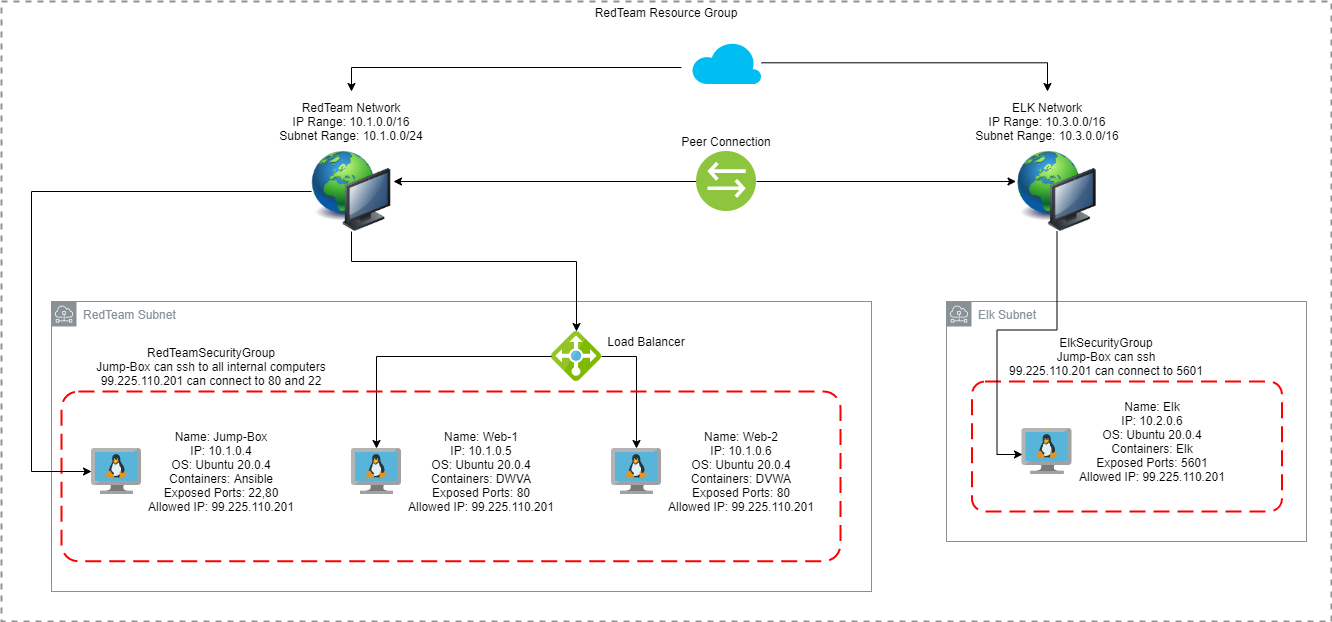 RedTeam Resource Group
RedTeam Network
IP Range: 10.1.0.0/16
Subnet Range: 10.1.0.0/24
ELK Network
IP Range: 10.3.0.0/16
Subnet Range: 10.3.0.0/16
Peer Connection
RedTeam Subnet
Load Balancer
RedTeamSecurityGroup
Jump-Box can ssh to all internal computers
99.225.110.201 can connect to 80 and 22
Name: Jump-Box
IP: 10.1.0.4
OS: Ubuntu 20.0.4
Containers: Ansible
Exposed Ports: 22,80
Allowed IP: 99.225.110.201
Name: Web-1
IP: 10.1.0.5
OS: Ubuntu 20.0.4
Containers: DWVA
Exposed Ports: 80
Allowed IP: 99.225.110.201
Name: Web-2
IP: 10.1.0.6
OS: Ubuntu 20.0.4
Containers: DVWA
Exposed Ports: 80
Allowed IP: 99.225.110.201
Elk Subnet
ElkSecurityGroup
Jump-Box can ssh
99.225.110.201 can connect to 5601
Name: Elk
IP: 10.2.0.6
OS: Ubuntu 20.0.4
Containers: Elk
Exposed Ports: 5601
Allowed IP: 99.225.110.201